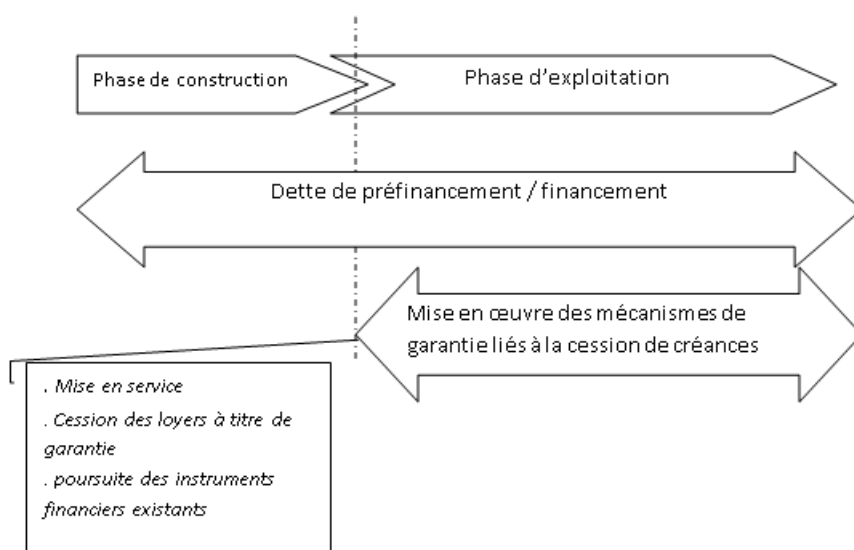 Phase de construction
Phase d’exploitation
Dette de préfinancement / financement
Mise en œuvre des mécanismes de
garantie liés à la cession de créances
. Mise en service
. Cession des loyers à titre de
garantie
. poursuite des instruments
financiers existants